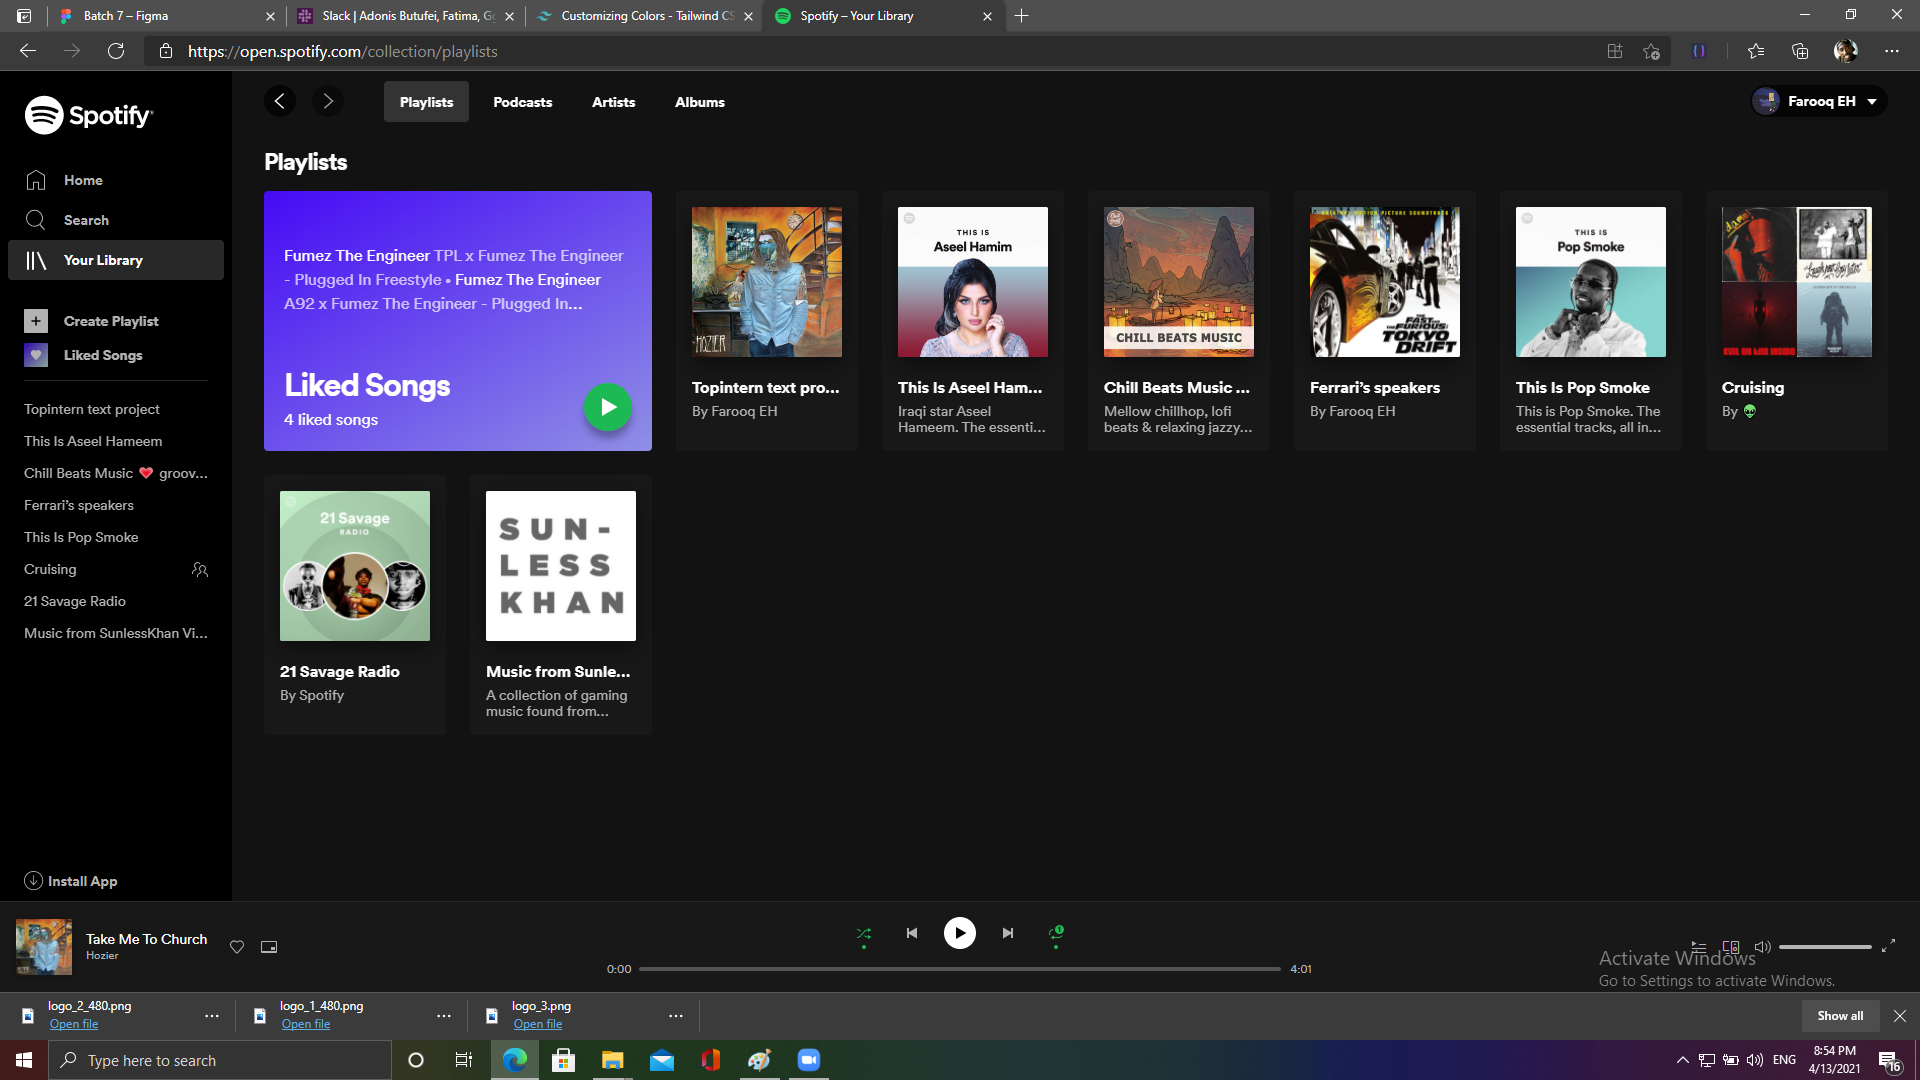 Batch 7 – Figma
Slack | Adonis Butufei, Fatima, G
Customizing Colors - Tailwind CS
Spotify – Your Library
https://open.spotify.com/collection/playlists
Spotify
Playlists
Podcasts
Artists
Albums
Farooq EH
Home
Search
Your Library
Create Playlist
Liked Songs
Topintern text project
This Is Aseel Hameem
Chill Beats Music ❤️ groov...
Ferrari's speakers
This Is Pop Smoke
Cruising
21 Savage Radio
Music from SunlessKhan Vi...
Install App
Playlists
Fumez The Engineer TPL x Fumez The Engineer
- Plugged In Freestyle • Fumez The Engineer
A92 x Fumez The Engineer - Plugged In...
Liked Songs
4 liked songs
HOZIER
Topintern text pro...
By Farooq EH
THIS IS
Aseel Hamim
This Is Aseel Ham...
Iraqi star Aseel
Hameem. The essenti...
CHILL BEATS MUSIC
Chill Beats Music ...
Mellow chillhop, lofi
beats & relaxing jazzy...
ORIGINAL MOTION PICTURE SOUNDTRACK
THE FAST AND THE FURIOUS:
TOKYO
DRIFT
Ferrari's speakers
By Farooq EH
THIS IS
Pop Smoke
This Is Pop Smoke
This is Pop Smoke. The
essential tracks, all in...
Cruising
By 👽
21 Savage
RADIO
21 Savage Radio
By Spotify
SUN-
LESS
KHAN
Music from Sunle...
A collection of gaming
music found from...
Take Me To Church
Hozier
0:00
4:01
1
Activate Windows
Go to Settings to activate Windows.
logo_2_480.png
Open file
logo_1_480.png
Open file
logo_3.png
Open file
Show all
Type here to search
ENG
8:54 PM
4/13/2021
16